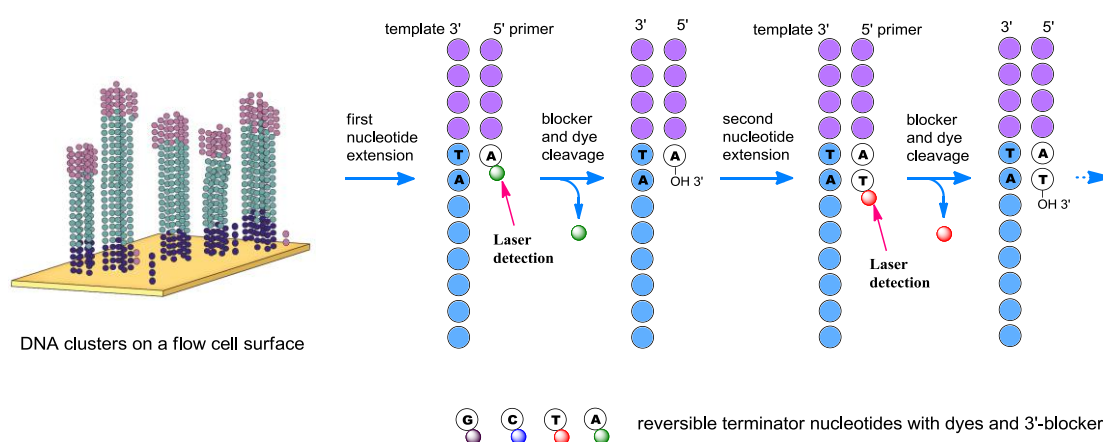 template 3' 5' primer
3' 5'
template 3' 5' primer
3' 5'
first
nucleotide
extension
blocker
and dye
cleavage
second
nucleotide
extension
blocker
and dye
cleavage
T A
A
T A
A
OH 3'
T A
A T
T A
A T
OH 3'
Laser
detection
Laser
detection
DNA clusters on a flow cell surface
G C T A reversible terminator nucleotides with dyes and 3'-blocker